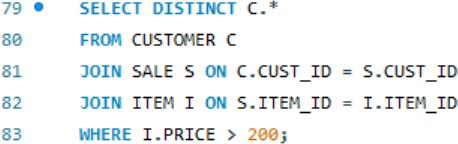 79 SELECT DISTINCT C.*
80 FROM CUSTOMER C
81 JOIN SALE S ON C.CUST_ID = S.CUST_ID
82 JOIN ITEM I ON S.ITEM_ID = I.ITEM_ID
83 WHERE I.PRICE > 200;